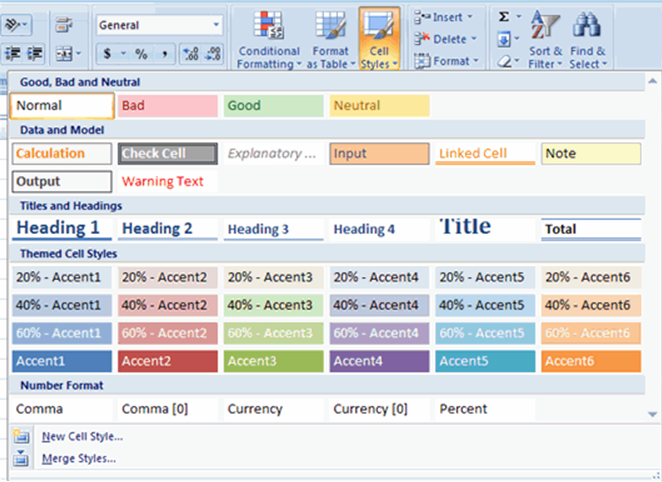 General
Insert
$ % , .00 .0
Delete
Format
Σ
Conditional Formatting
Format as Table
Cell Styles
Sort & Filter
Find & Select
Good, Bad and Neutral
Normal Bad Good Neutral
Data and Model
Calculation Check Cell Explanatory ... Input Linked Cell Note
Output Warning Text
Titles and Headings
Heading 1 Heading 2 Heading 3 Heading 4 Title Total
Themed Cell Styles
20% - Accent1 20% - Accent2 20% - Accent3 20% - Accent4 20% - Accent5 20% - Accent6
40% - Accent1 40% - Accent2 40% - Accent3 40% - Accent4 40% - Accent5 40% - Accent6
60% - Accent1 60% - Accent2 60% - Accent3 60% - Accent4 60% - Accent5 60% - Accent6
Accent1 Accent2 Accent3 Accent4 Accent5 Accent6
Number Format
Comma Comma [0] Currency Currency [0] Percent
New Cell Style...
Merge Styles...